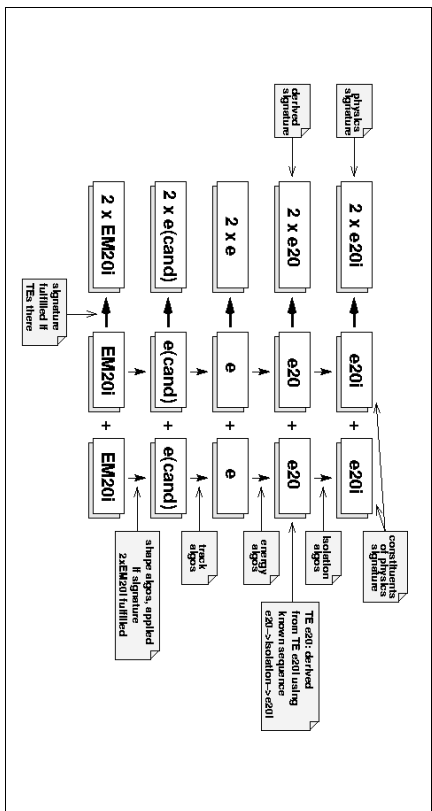 physics
signature
2 x e20i
e20i
+
e20i
constituents
of physics
signature
Isolation
algos
derived
signature
2 x e20
e20
+
e20
TE e20: derived
from TE e20i using
known sequence
e20->isolation->e20i
energy
algos
2 x e
e
+
e
track
algos
2 x e(cand)
e(cand)
+
e(cand)
shape algos, applied
if signature
2xEM20i fulfilled
2 x EM20i
EM20i
+
EM20i
signature
fulfilled if
TEs there